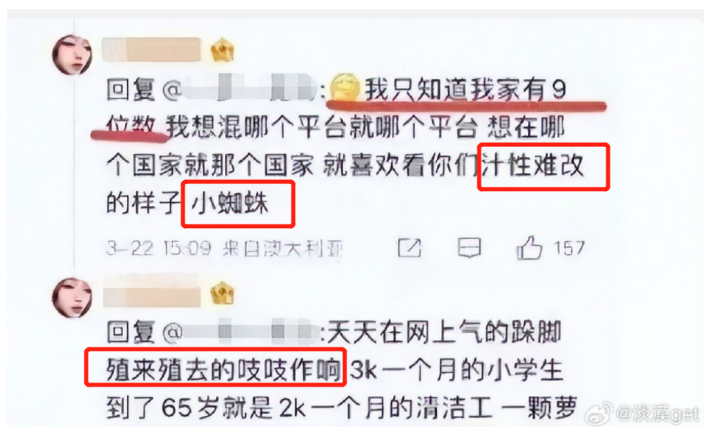 回复@
:我只知道我家有9
位数 我想混哪个平台就哪个平台 想在哪
个国家就那个国家 就喜欢看你们汁性难改
的样子 小蜘蛛
3-22 15:09 来自澳大利亚
157
回复@
:天天在网上气的跺脚
殖来殖去的吱吱作响 3k一个月的小学生
到了65岁就是2k一个月的清洁工 一颗萝
@淡漠get